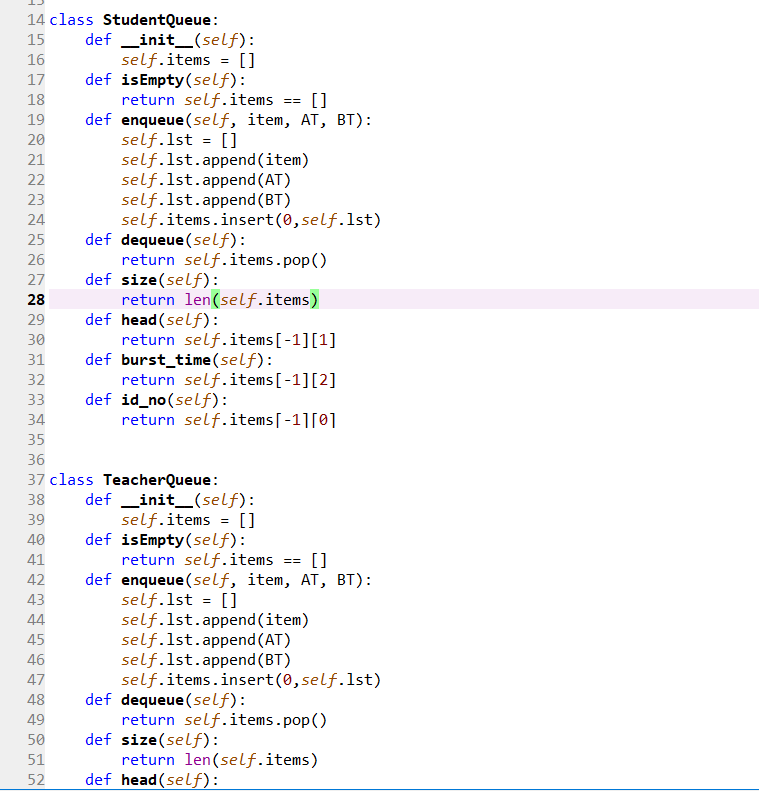 14 class StudentQueue:
15     def __init__(self):
16         self.items = []
17     def isEmpty(self):
18         return self.items == []
19     def enqueue(self, item, AT, BT):
20         self.lst = []
21         self.lst.append(item)
22         self.lst.append(AT)
23         self.lst.append(BT)
24         self.items.insert(0,self.lst)
25     def dequeue(self):
26         return self.items.pop()
27     def size(self):
28         return len(self.items)
29     def head(self):
30         return self.items[-1][1]
31     def burst_time(self):
32         return self.items[-1][2]
33     def id_no(self):
34         return self.items[-1][0]
35
36
37 class TeacherQueue:
38     def __init__(self):
39         self.items = []
40     def isEmpty(self):
41         return self.items == []
42     def enqueue(self, item, AT, BT):
43         self.lst = []
44         self.lst.append(item)
45         self.lst.append(AT)
46         self.lst.append(BT)
47         self.items.insert(0,self.lst)
48     def dequeue(self):
49         return self.items.pop()
50     def size(self):
51         return len(self.items)
52     def head(self):